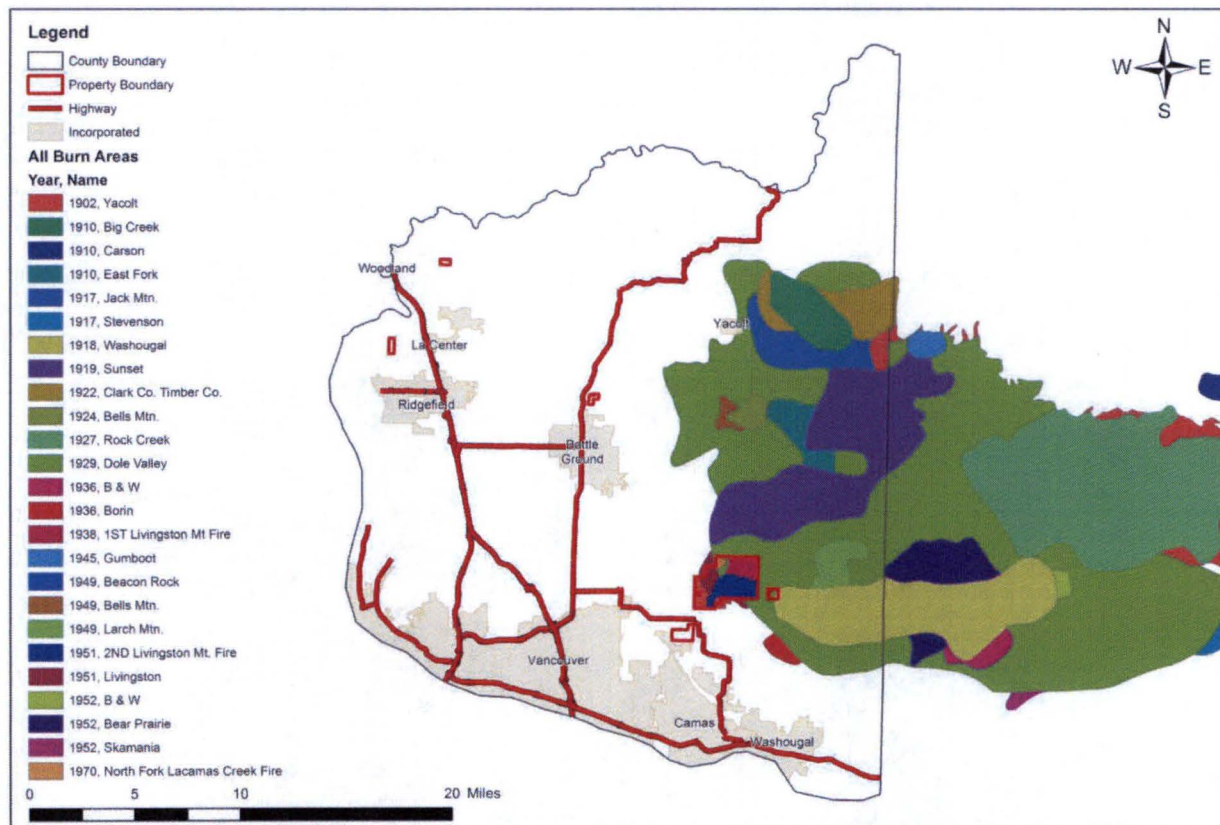 Legend
County Boundary
Property Boundary
Highway
Incorporated
All Burn Areas
Year, Name
1902, Yacolt
1910, Big Creek
1910, Carson
1910, East Fork
1917, Jack Mtn.
1917, Stevenson
1918, Washougal
1919, Sunset
1922, Clark Co. Timber Co.
1924, Bells Mtn.
1927, Rock Creek
1929, Dole Valley
1936, B & W
1936, Borin
1938, 1ST Livingston Mt Fire
1945, Gumboot
1949, Beacon Rock
1949, Bells Mtn.
1949, Larch Mtn.
1951, 2ND Livingston Mt. Fire
1951, Livingston
1952, B & W
1952, Bear Prairie
1952, Skamania
1970, North Fork Lacamas Creek Fire
0 5 10 20 Miles
N
W E
S
Woodland
Yacolt
La Center
Ridgefield
Battle
Ground
Vancouver
Camas
Washougal